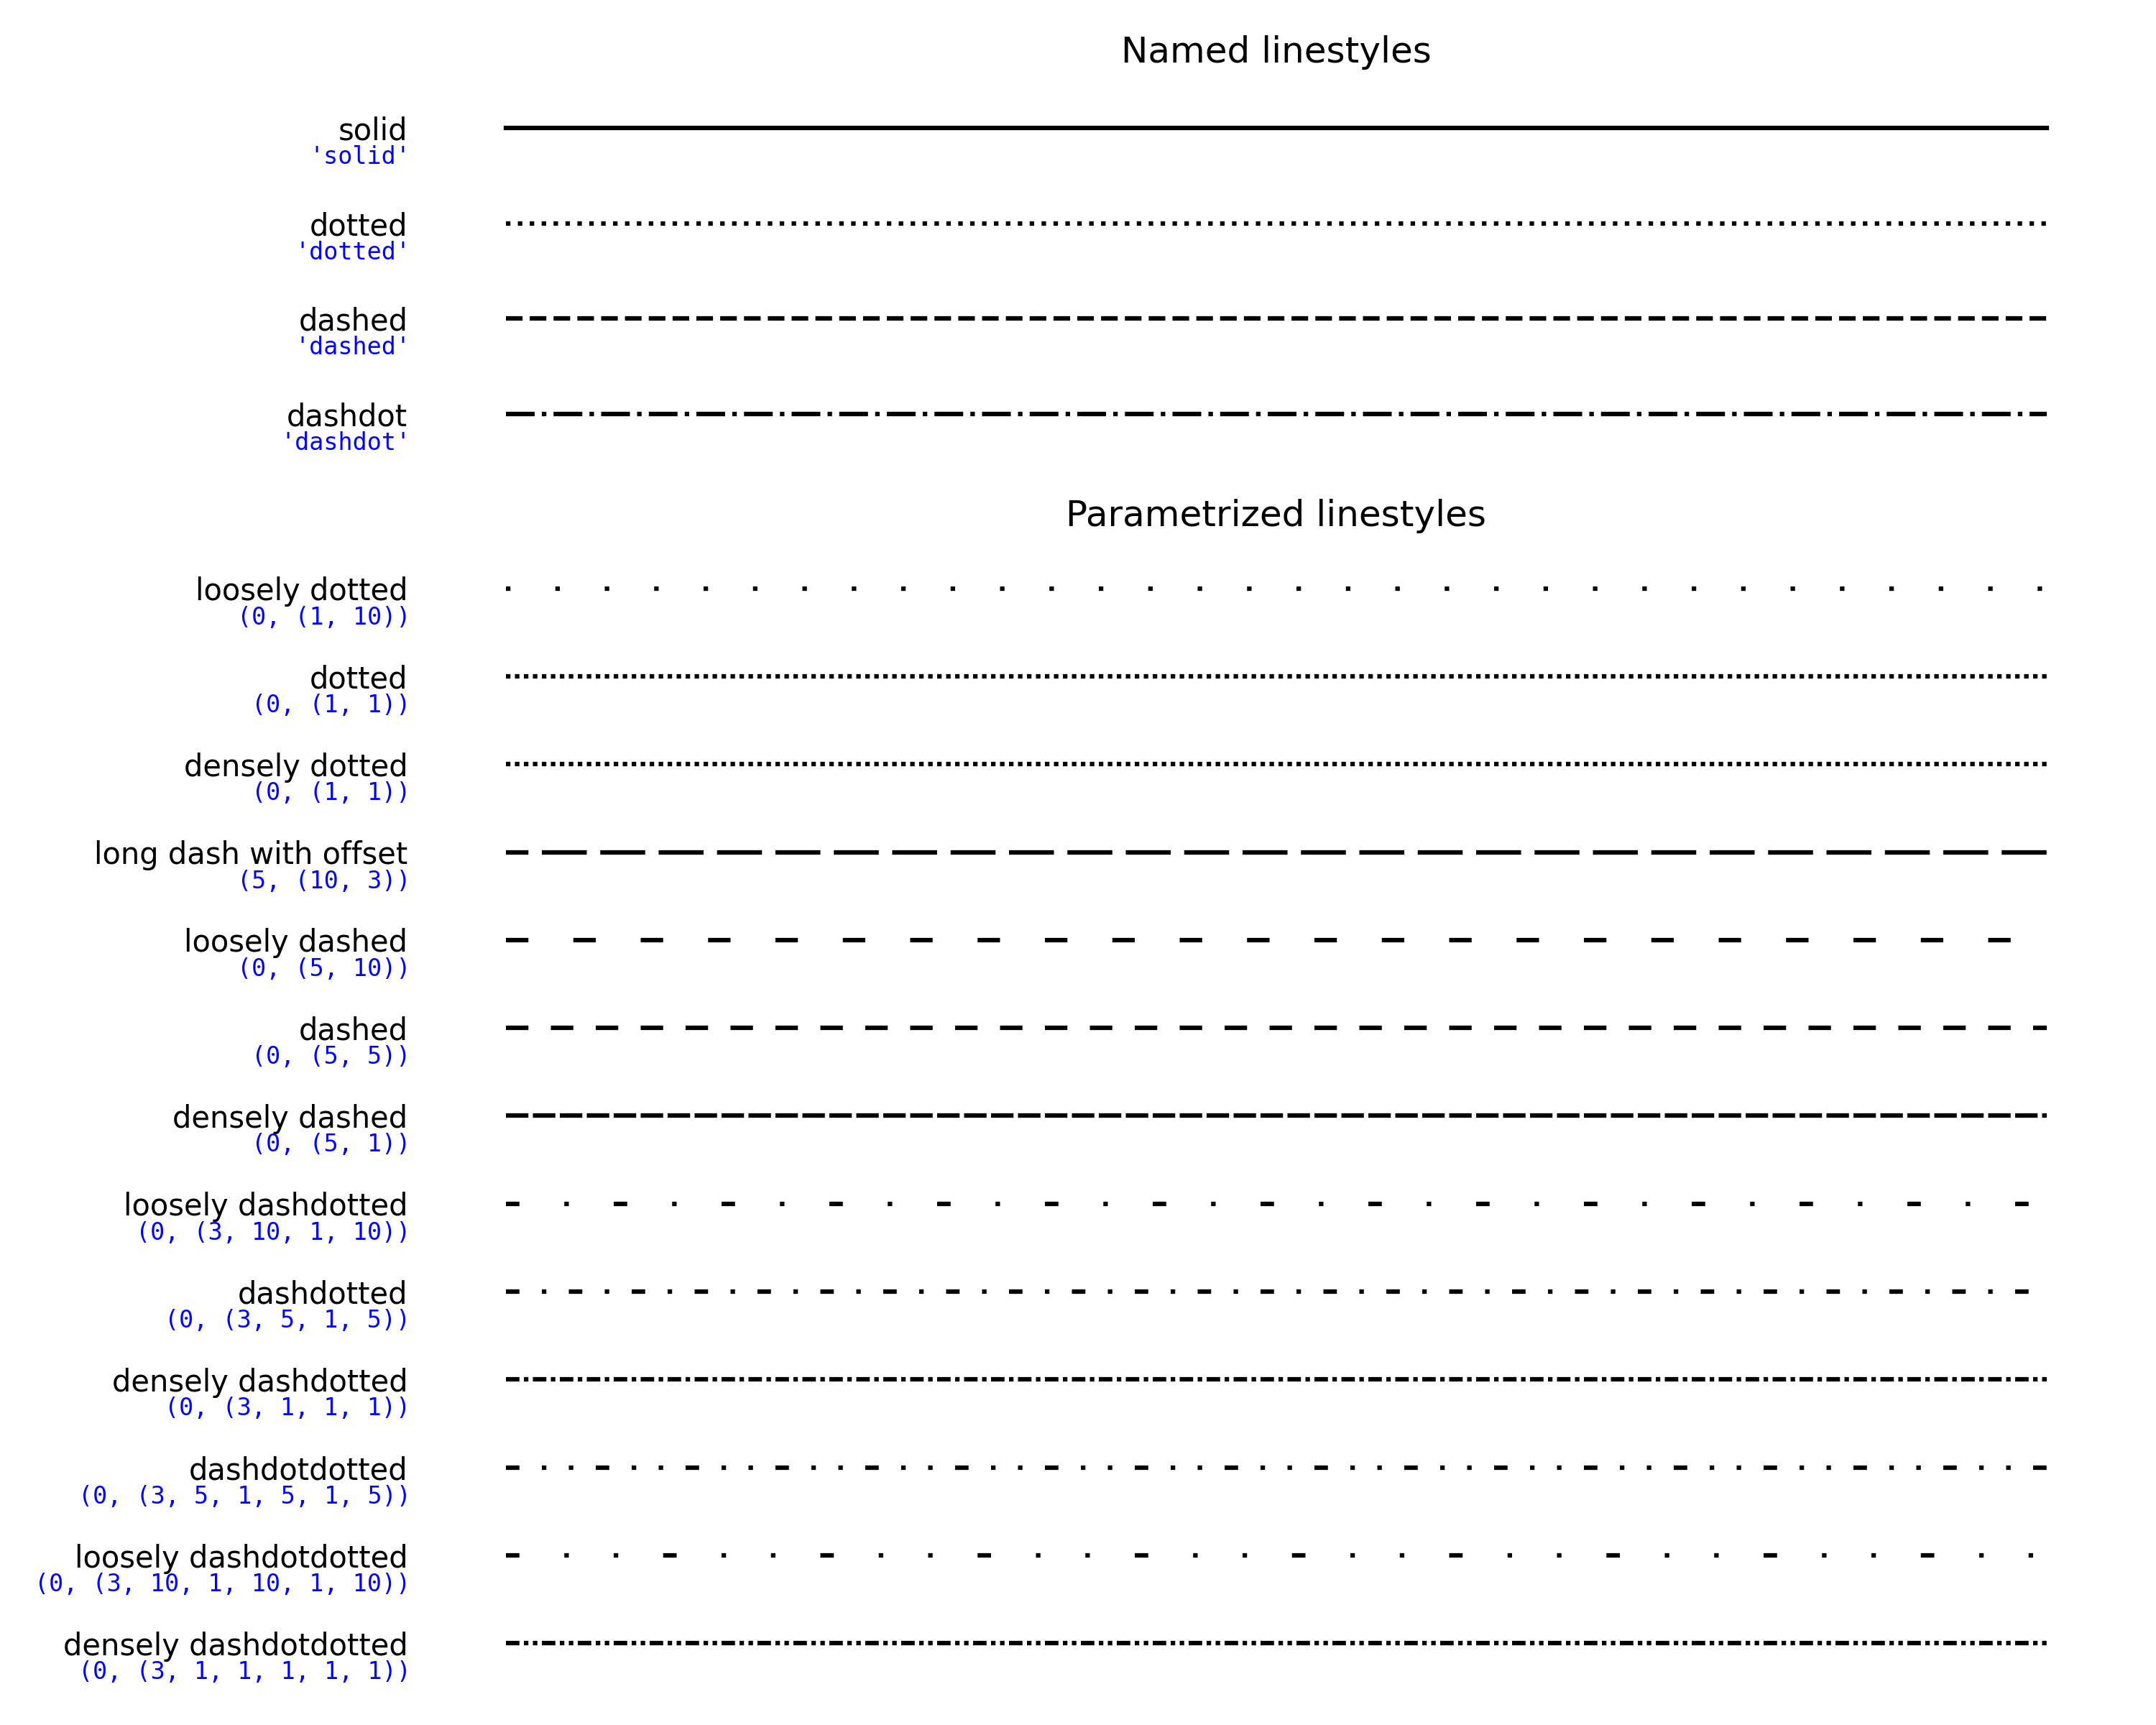 Named linestyles
solid
'solid'
dotted
'dotted'
dashed
'dashed'
dashdot
'dashdot'
Parametrized linestyles
loosely dotted
(0, (1, 10))
dotted
(0, (1, 1))
densely dotted
(0, (1, 1))
long dash with offset
(5, (10, 3))
loosely dashed
(0, (5, 10))
dashed
(0, (5, 5))
densely dashed
(0, (5, 1))
loosely dashdotted
(0, (3, 10, 1, 10))
dashdotted
(0, (3, 5, 1, 5))
densely dashdotted
(0, (3, 1, 1, 1))
dashdotdotted
(0, (3, 5, 1, 5, 1, 5))
loosely dashdotdotted
(0, (3, 10, 1, 10, 1, 10))
densely dashdotdotted
(0, (3, 1, 1, 1, 1, 1))